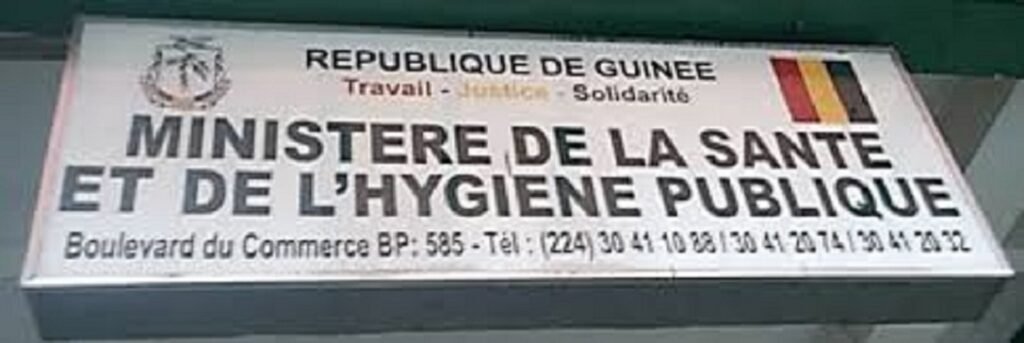 REPUBLIQUE DE GUINEE
Travail - Justice - Solidarité
MINISTERE DE LA SANTE
ET DE L'HYGIENE PUBLIQUE
Boulevard du Commerce BP: 585 - Tél : (224) 30 41 10 88 / 30 41 20 74 / 30 41 20 32